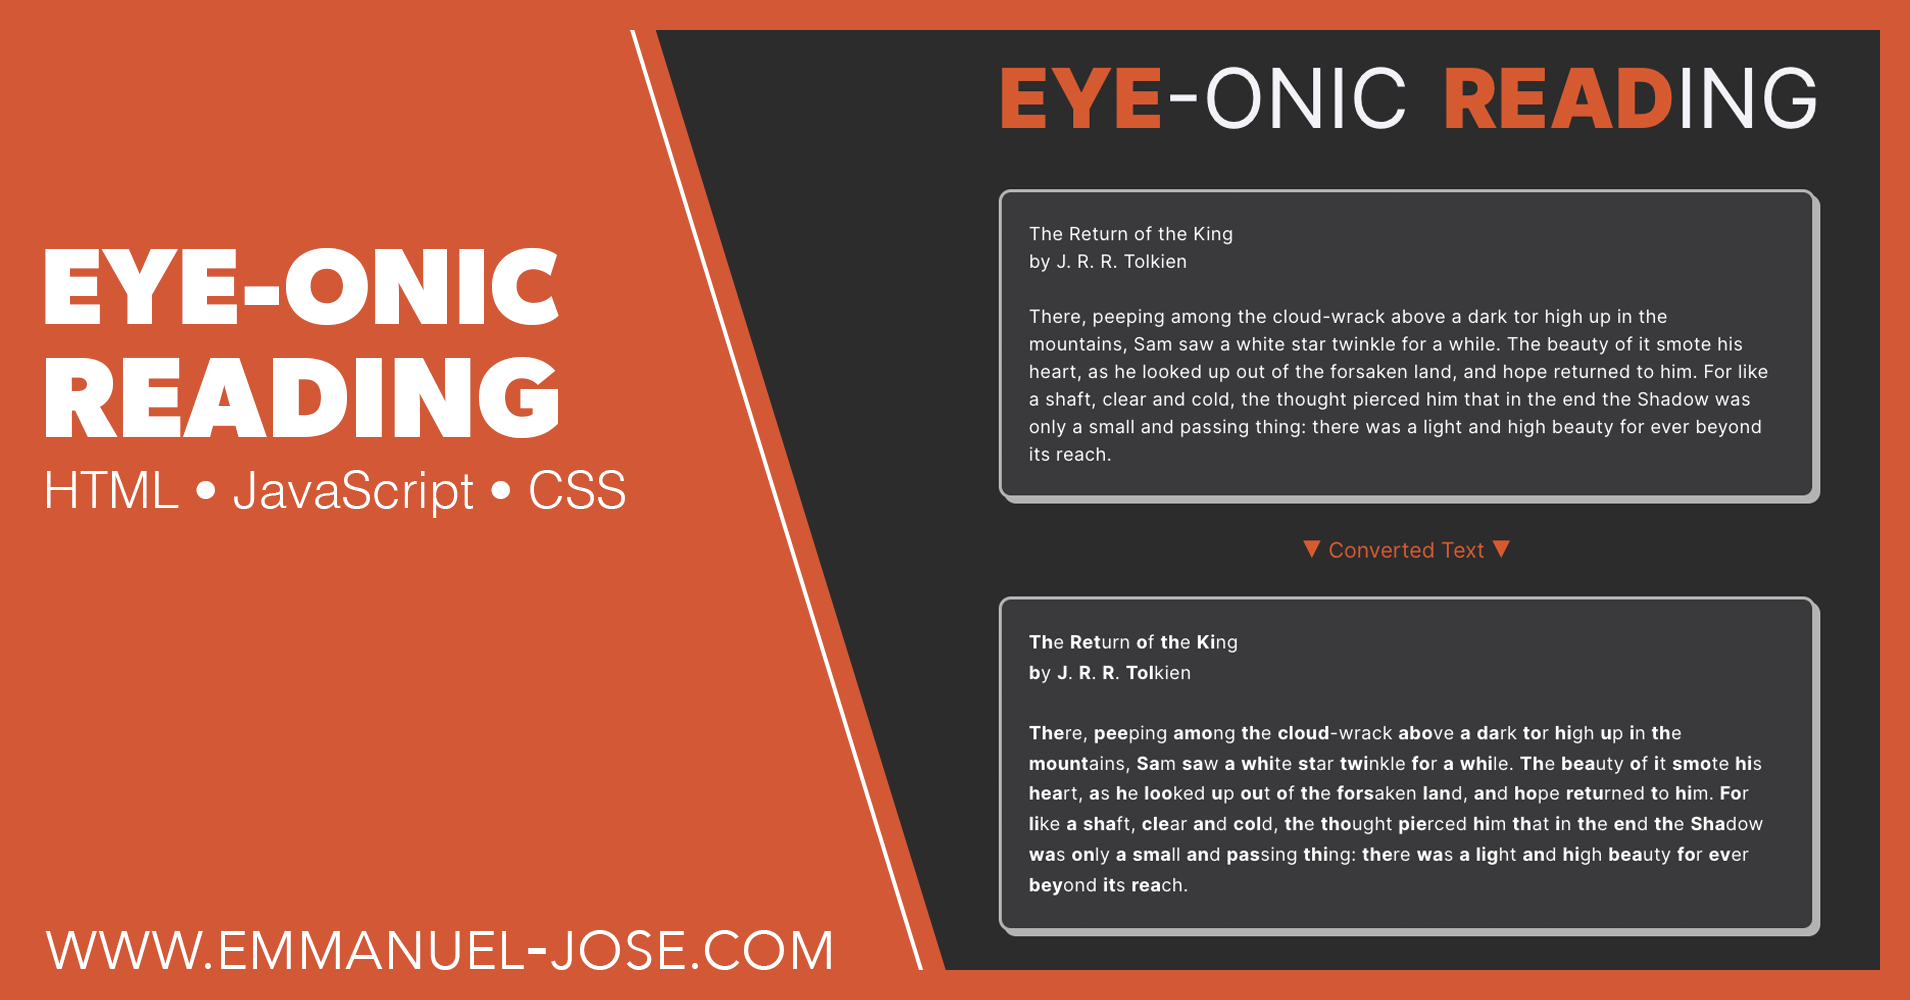 EYE-ONIC
READING
HTML • JavaScript • CSS
WWW.EMMANUEL-JOSE.COM
EYE-ONIC READING
The Return of the King
by J. R. R. Tolkien
There, peeping among the cloud-wrack above a dark tor high up in the
mountains, Sam saw a white star twinkle for a while. The beauty of it smote his
heart, as he looked up out of the forsaken land, and hope returned to him. For like
a shaft, clear and cold, the thought pierced him that in the end the Shadow was
only a small and passing thing: there was a light and high beauty for ever beyond
its reach.
▼ Converted Text ▼
The Return of the King
by J. R. R. Tolkien
There, peeping among the cloud-wrack above a dark tor high up in the
mountains, Sam saw a white star twinkle for a while. The beauty of it smote his
heart, as he looked up out of the forsaken land, and hope returned to him. For
like a shaft, clear and cold, the thought pierced him that in the end the Shadow
was only a small and passing thing: there was a light and high beauty for ever
beyond its reach.